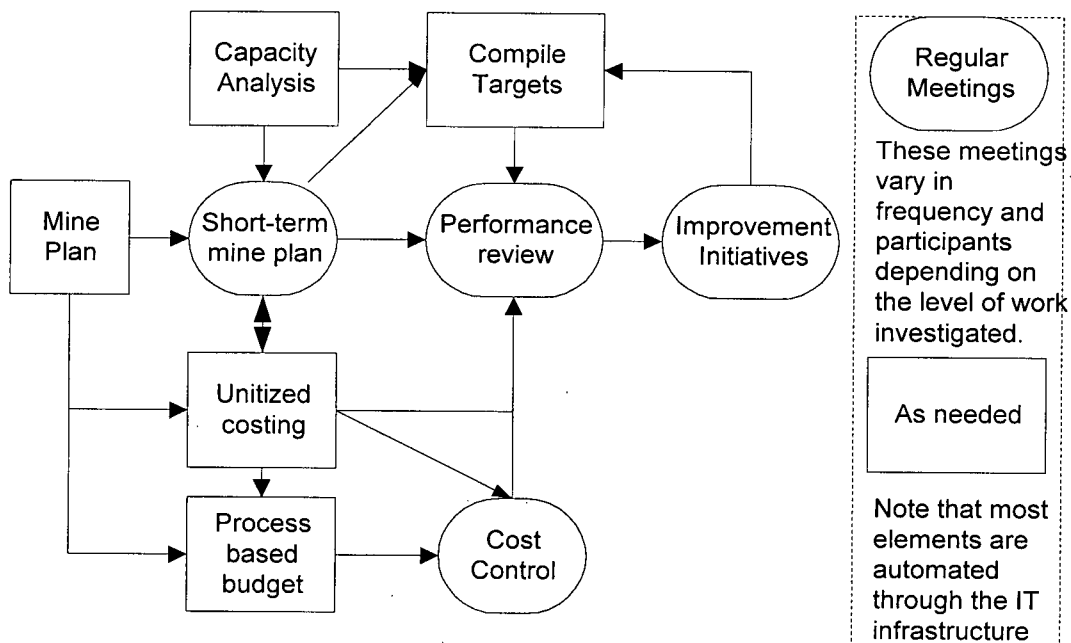 Capacity
Analysis
Compile
Targets
Mine
Plan
Short-term
mine plan
Performance
review
Improvement
Initiatives
Unitized
costing
Process
based
budget
Cost
Control
Regular
Meetings
These meetings
vary in
frequency and
participants
depending on
the level of work
investigated.
As needed
Note that most
elements are
automated
through the IT
infrastructure